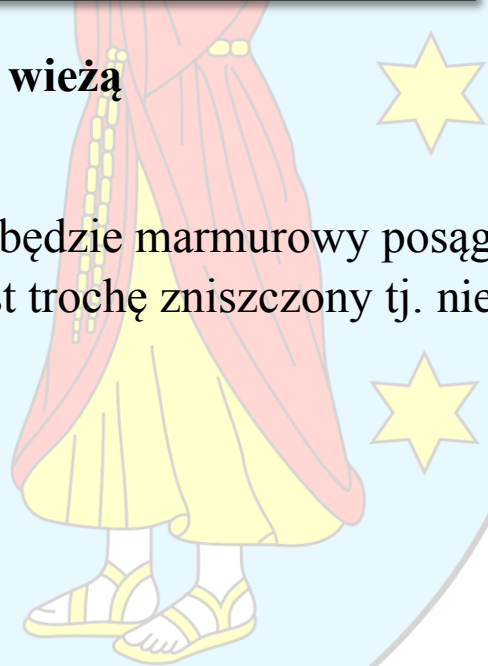 wieżą
będzie marmurowy posąg
st trochę zniszczony tj. nie